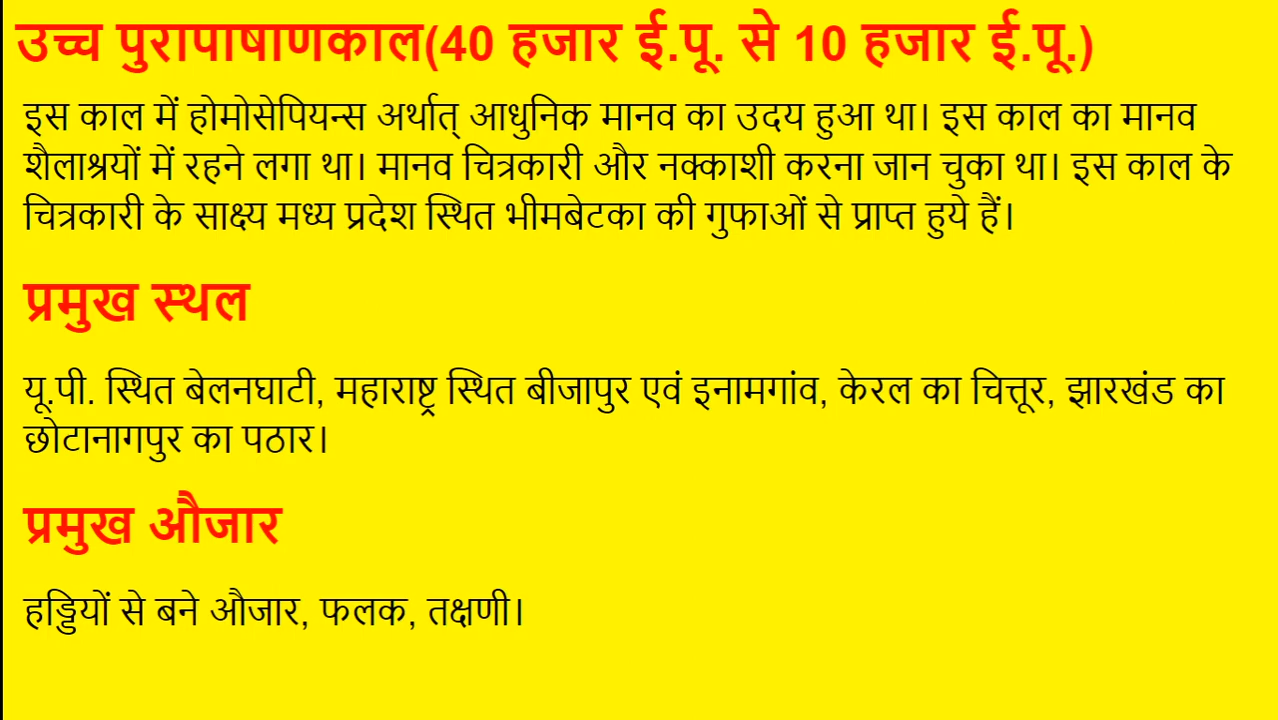 उच्च पुरापाषाणकाल(40 हजार ई.पू. से 10 हजार ई.पू.)
इस काल में होमोसेपियन्स अर्थात् आधुनिक मानव का उदय हुआ था। इस काल का मानव
शैलाश्रयों में रहने लगा था। मानव चित्रकारी और नक्काशी करना जान चुका था। इस काल के
चित्रकारी के साक्ष्य मध्य प्रदेश स्थित भीमबेटका की गुफाओं से प्राप्त हुये हैं।
प्रमुख स्थल
यू.पी. स्थित बेलनघाटी, महाराष्ट्र स्थित बीजापुर एवं इनामगांव, केरल का चित्तूर, झारखंड का
छोटानागपुर का पठार।
प्रमुख औजार
हड्डियों से बने औजार, फलक, तक्षणी।